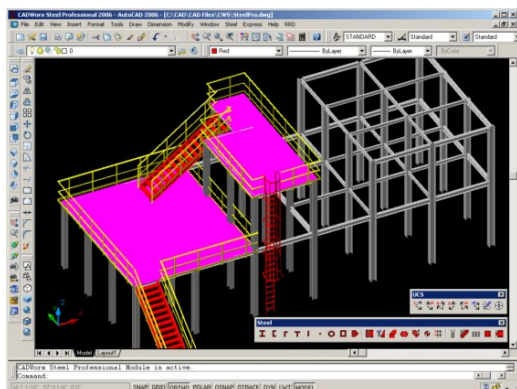 CADWorx Steel Professional 2006 - AutoCAD 2006 - [C:\CAD\CAD Files\CWS\SteelPro.dwg]
File Edit View Insert Format Tools Draw Dimension Modify Window Steel Express Help RRD
STANDARD Standard Standard
0 Red ByLayer ByLayer ByColor
UCS
Steel
Model Layout1
CADWorx Steel Professional Module is active.
Command:
SNAP GRID ORTHO POLAR OSNAP OTRACK DYN LWT MODEL